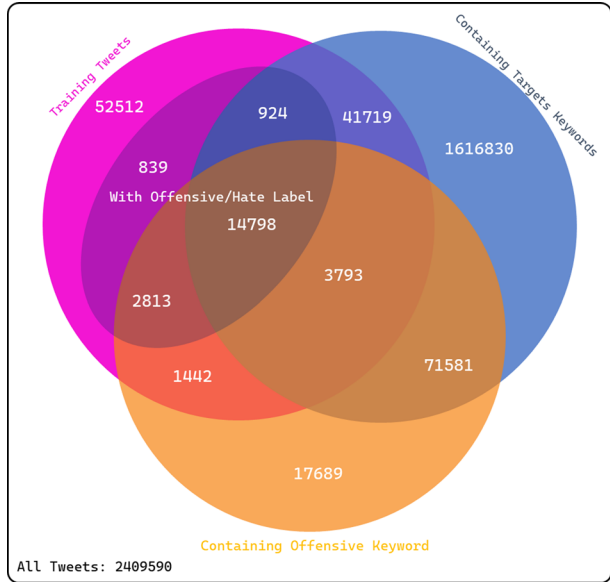 Training Tweets
Containing Targets Keywords
52512
924
41719
1616830
839
With Offensive/Hate Label
14798
3793
2813
1442
71581
17689
Containing Offensive Keyword
All Tweets: 2409590